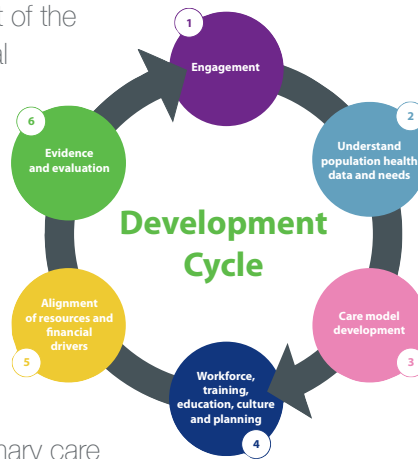 t of the
al
1
Engagement
2
Understand
population health
data and needs
3
Care model
development
4
Workforce,
training,
education, culture
and planning
5
Alignment
of resources and
financial
drivers
6
Evidence
and evaluation
Development
Cycle
nary care